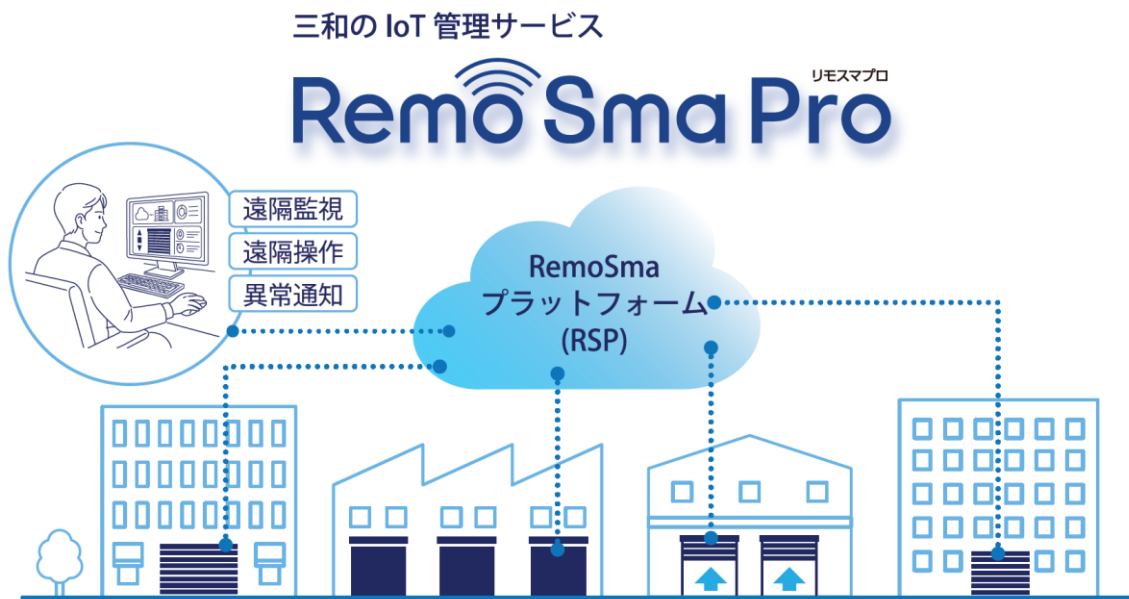 三和の IoT 管理サービス
リモスマプロ
Remo Sma Pro
遠隔監視
遠隔操作
異常通知
RemoSma
プラットフォーム
(RSP)